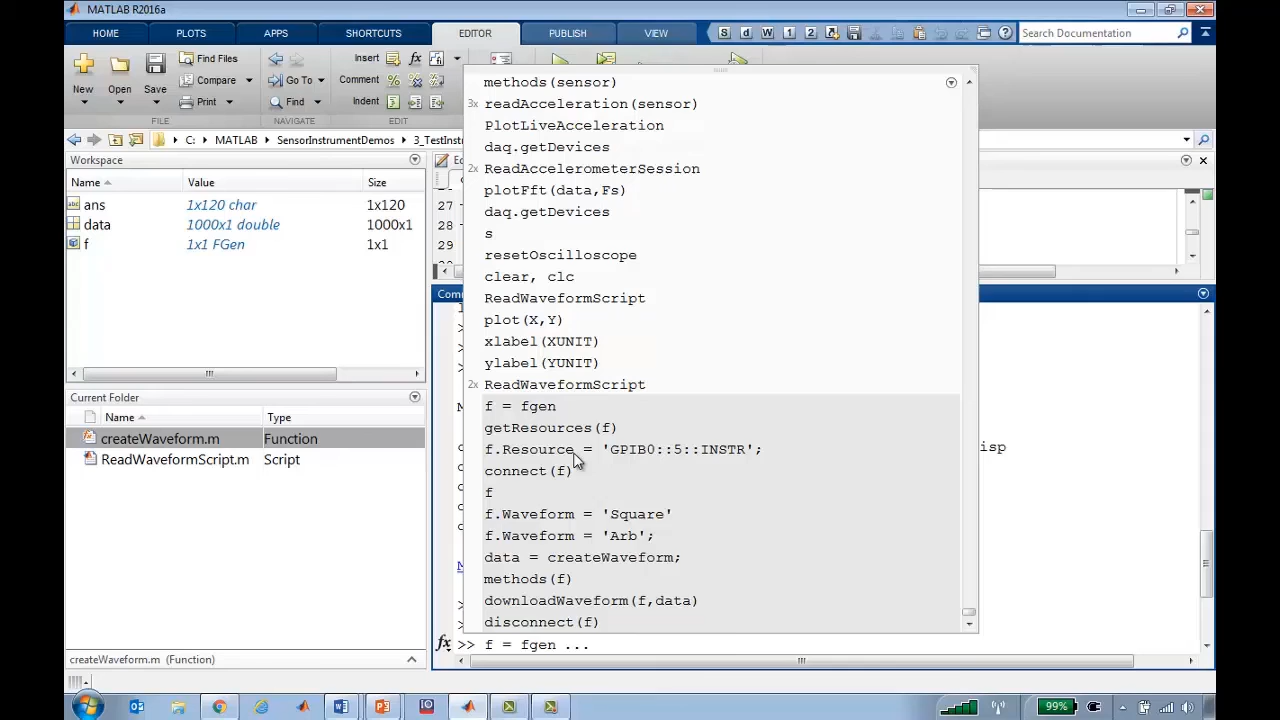 MATLAB R2016a
HOME
PLOTS
APPS
SHORTCUTS
EDITOR
PUBLISH
VIEW
Search Documentation
New
Open
Save
Find Files
Compare
Print
Insert
Comment
Indent
Go To
Find
FILE
NAVIGATE
EDIT
C: MATLAB SensorInstrumentDemos 3_TestInst
Workspace
Name Value Size
ans 1x120 char 1x120
data 1000x1 double 1000x1
f 1x1 FGen 1x1
Current Folder
Name Type
createWaveform.m Function
ReadWaveformScript.m Script
createWaveform.m (Function)
27
28
29
methods(sensor)
3x readAcceleration(sensor)
PlotLiveAcceleration
daq.getDevices
2x ReadAccelerometerSession
plotFft(data,Fs)
daq.getDevices
s
resetOscilloscope
clear, clc
ReadWaveformScript
plot(X,Y)
xlabel(XUNIT)
ylabel(YUNIT)
2x ReadWaveformScript
f = fgen
getResources(f)
f.Resource = 'GPIB0::5::INSTR';
connect(f)
f
f.Waveform = 'Square'
f.Waveform = 'Arb';
data = createWaveform;
methods(f)
downloadWaveform(f,data)
disconnect(f)
fx >> f = fgen ...
99%